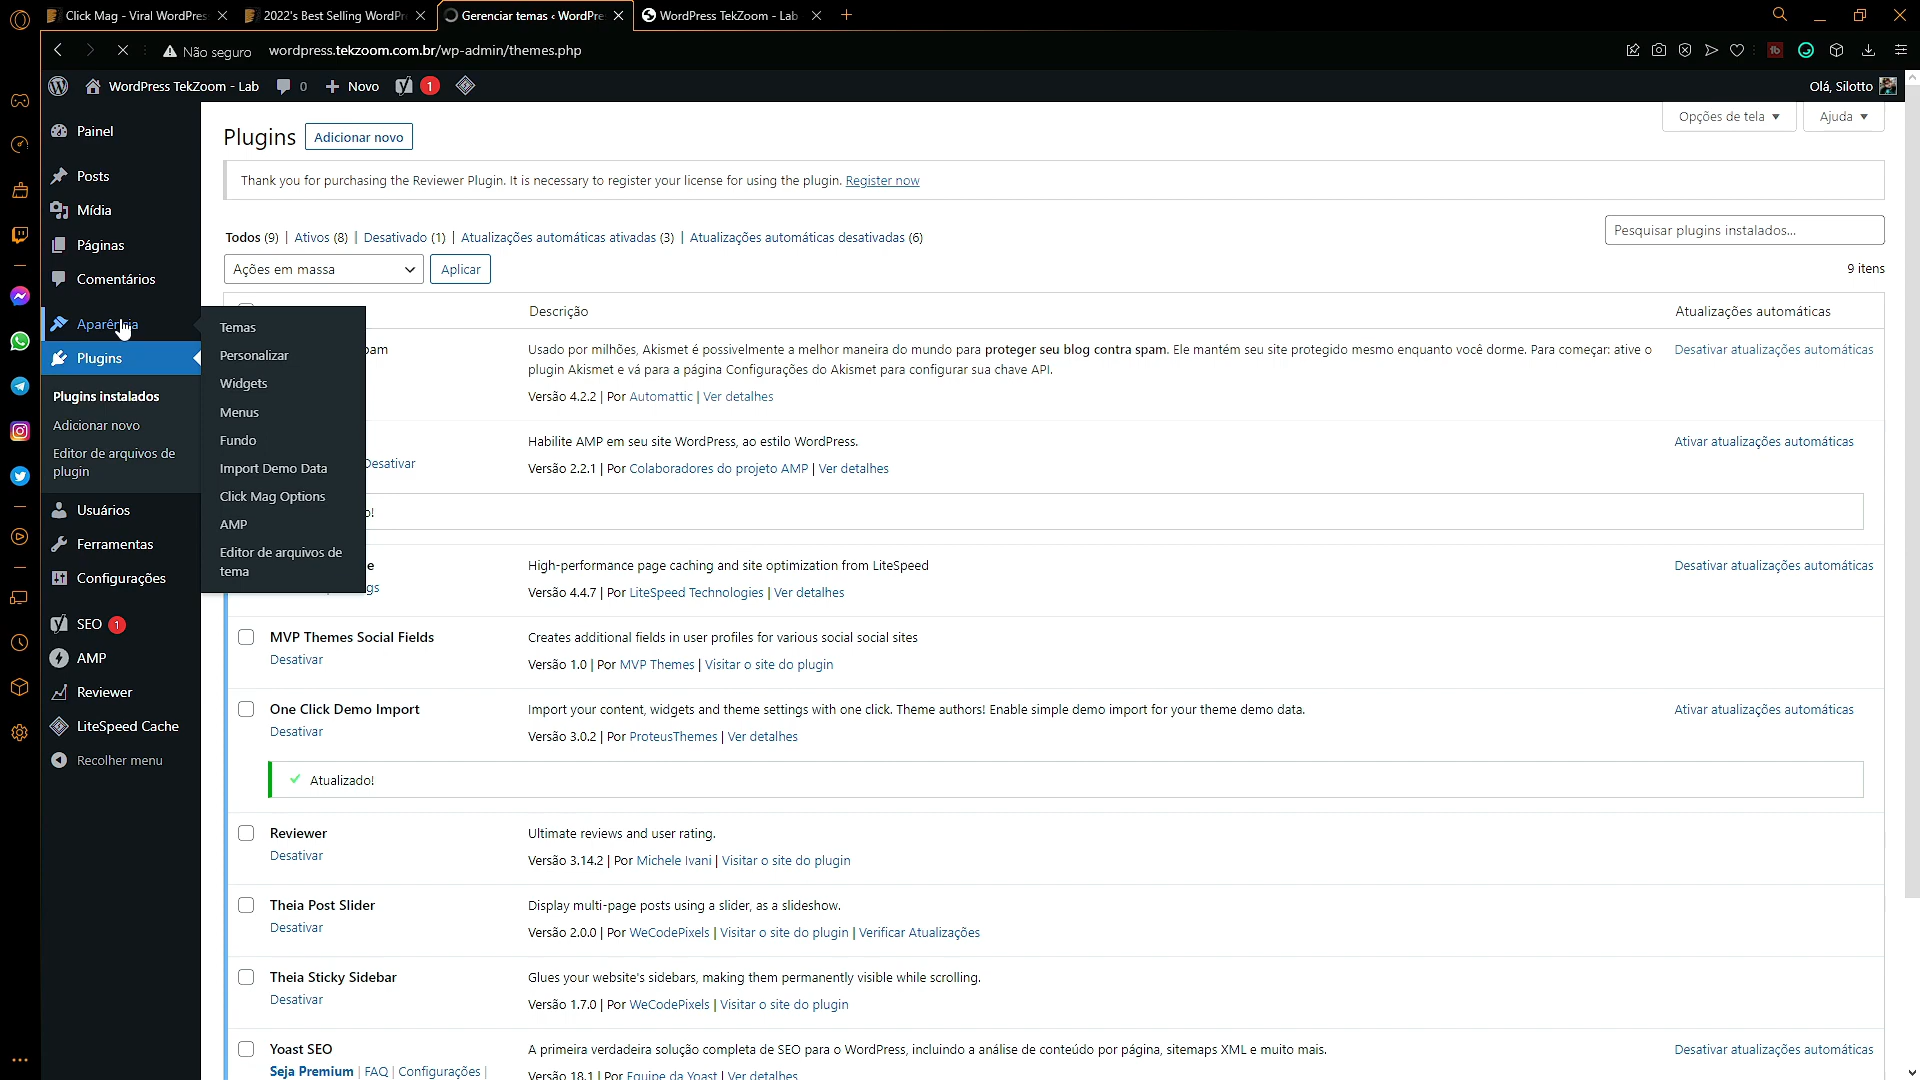 Click Mag - Viral WordPres
2022's Best Selling WordPr
Gerenciar temas ‹ WordPre
WordPress TekZoom - Lab
Não seguro
wordpress.tekzoom.com.br/wp-admin/themes.php
WordPress TekZoom - Lab
0
Novo
1
Olá, Silotto
Painel
Posts
Mídia
Páginas
Comentários
Aparência
Plugins
Plugins instalados
Adicionar novo
Editor de arquivos de
plugin
Usuários
Ferramentas
Configurações
SEO 1
AMP
Reviewer
LiteSpeed Cache
Recolher menu
Temas
Personalizar
Widgets
Menus
Fundo
Import Demo Data
Click Mag Options
AMP
Editor de arquivos de
tema
Plugins
Adicionar novo
Opções de tela
Ajuda
Thank you for purchasing the Reviewer Plugin. It is necessary to register your license for using the plugin. Register now
Todos (9) | Ativos (8) | Desativado (1) | Atualizações automáticas ativadas (3) | Atualizações automáticas desativadas (6)
Pesquisar plugins instalados...
Ações em massa
Aplicar
9 itens
Descrição
Atualizações automáticas
Usado por milhões, Akismet é possivelmente a melhor maneira do mundo para proteger seu blog contra spam. Ele mantém seu site protegido mesmo enquanto você dorme. Para começar: ative o
plugin Akismet e vá para a página Configurações do Akismet para configurar sua chave API.
Versão 4.2.2 | Por Automattic | Ver detalhes
Desativar atualizações automáticas
Desativar
Habilite AMP em seu site WordPress, ao estilo WordPress.
Versão 2.2.1 | Por Colaboradores do projeto AMP | Ver detalhes
Ativar atualizações automáticas
High-performance page caching and site optimization from LiteSpeed
Versão 4.4.7 | Por LiteSpeed Technologies | Ver detalhes
Desativar atualizações automáticas
MVP Themes Social Fields
Desativar
Creates additional fields in user profiles for various social social sites
Versão 1.0 | Por MVP Themes | Visitar o site do plugin
One Click Demo Import
Desativar
Import your content, widgets and theme settings with one click. Theme authors! Enable simple demo import for your theme demo data.
Versão 3.0.2 | Por ProteusThemes | Ver detalhes
Ativar atualizações automáticas
Atualizado!
Reviewer
Desativar
Ultimate reviews and user rating.
Versão 3.14.2 | Por Michele Ivani | Visitar o site do plugin
Theia Post Slider
Desativar
Display multi-page posts using a slider, as a slideshow.
Versão 2.0.0 | Por WeCodePixels | Visitar o site do plugin | Verificar Atualizações
Theia Sticky Sidebar
Desativar
Glues your website's sidebars, making them permanently visible while scrolling.
Versão 1.7.0 | Por WeCodePixels | Visitar o site do plugin
Yoast SEO
Seja Premium | FAQ | Configurações |
A primeira verdadeira solução completa de SEO para o WordPress, incluindo a análise de conteúdo por página, sitemaps XML e muito mais.
Versão 18.1 | Por Equipe da Yoast | Ver detalhes
Desativar atualizações automáticas